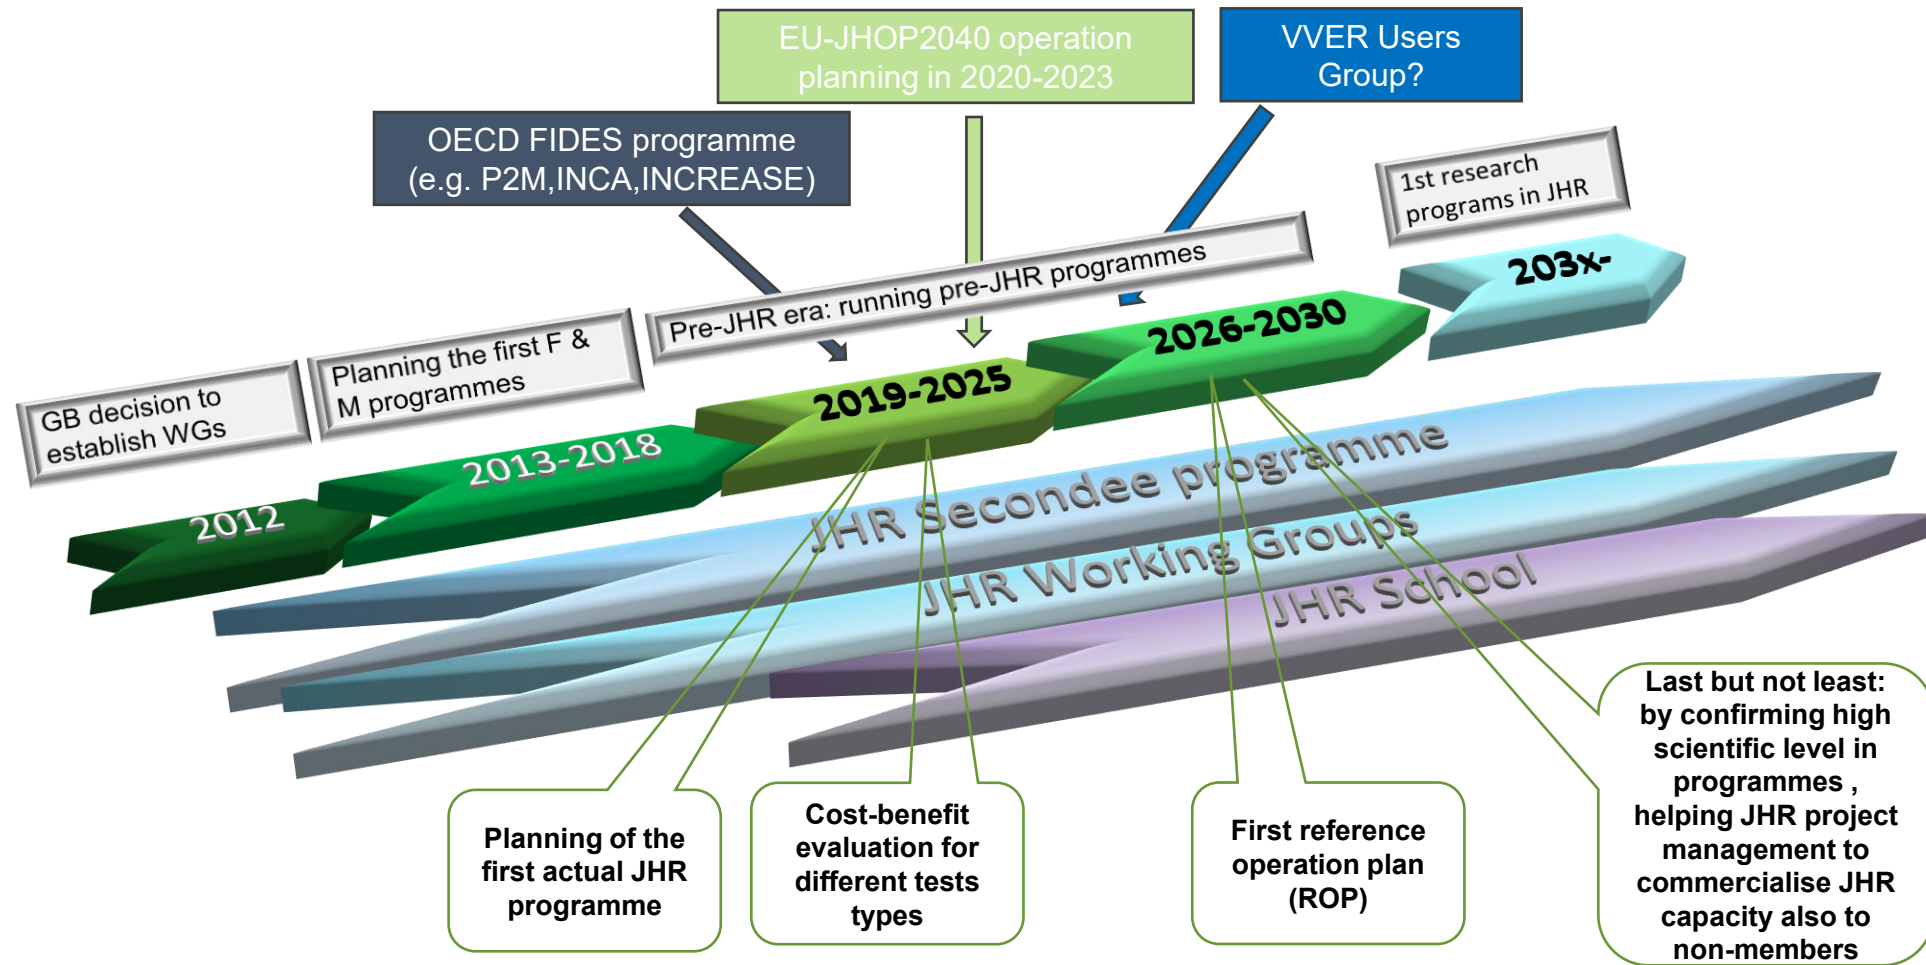 EU-JHOP2040 operation
planning in 2020-2023
VVER Users
Group?
OECD FIDES programme
(e.g. P2M,INCA,INCREASE)
1st research
programs in JHR
Pre-JHR era: running pre-JHR programmes
Planning the first F &
M programmes
GB decision to
establish WGs
2012
2013-2018
2019-2025
2026-2030
203x-
JHR Secondee programme
JHR Working Groups
JHR School
Planning of the
first actual JHR
programme
Cost-benefit
evaluation for
different tests
types
First reference
operation plan
(ROP)
Last but not least:
by confirming high
scientific level in
programmes ,
helping JHR project
management to
commercialise JHR
capacity also to
non-members